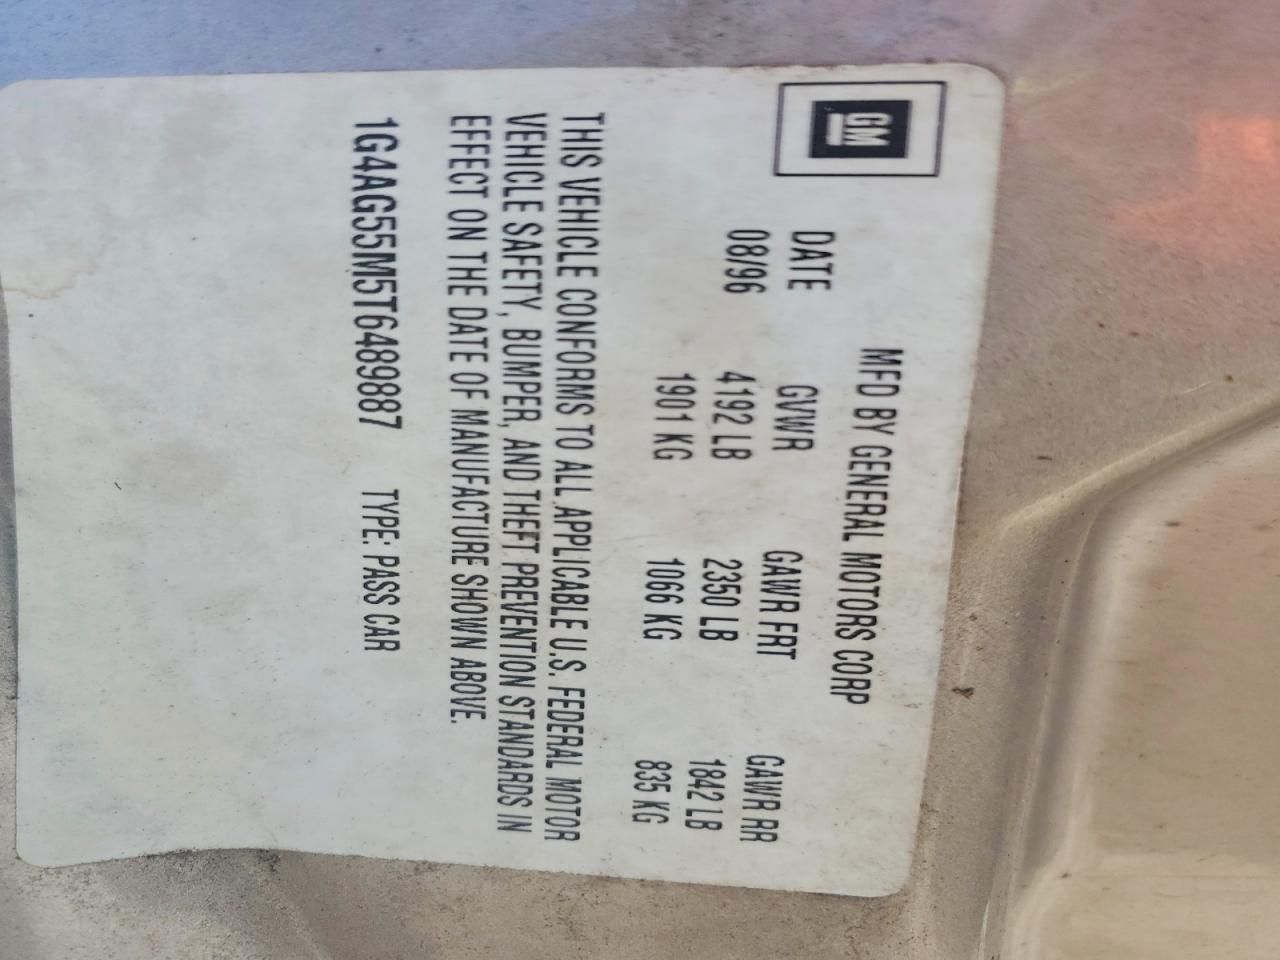 GM
MFD BY GENERAL MOTORS CORP
DATE GVWR GAWR FRT GAWR RR
08/96 4192 LB 2350 LB 1842 LB
1901 KG 1066 KG 835 KG
THIS VEHICLE CONFORMS TO ALL APPLICABLE U.S. FEDERAL MOTOR
VEHICLE SAFETY, BUMPER, AND THEFT PREVENTION STANDARDS IN
EFFECT ON THE DATE OF MANUFACTURE SHOWN ABOVE.
1G4AG55M5T6489887 TYPE: PASS CAR